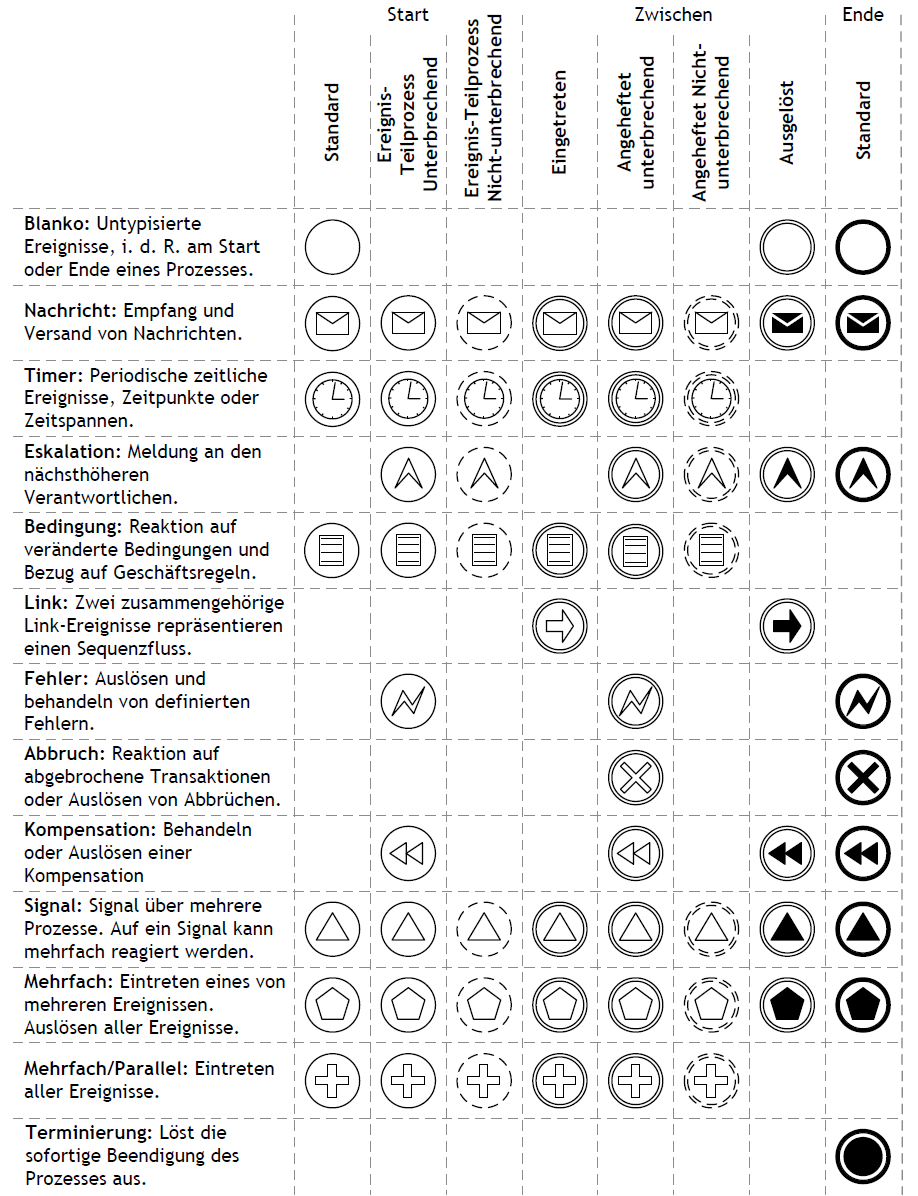 Start
Zwischen
Ende
Standard
Ereignis-
Teilprozess
Unterbrechend
Ereignis-Teilprozess
Nicht-unterbrechend
Eingetreten
Angeheftet
unterbrechend
Angeheftet Nicht-
unterbrechend
Ausgelöst
Standard
Blanko: Untypisierte
Ereignisse, i. d. R. am Start
oder Ende eines Prozesses.
Nachricht: Empfang und
Versand von Nachrichten.
Timer: Periodische zeitliche
Ereignisse, Zeitpunkte oder
Zeitspannen.
Eskalation: Meldung an den
nächsthöheren
Verantwortlichen.
Bedingung: Reaktion auf
veränderte Bedingungen und
Bezug auf Geschäftsregeln.
Link: Zwei zusammengehörige
Link-Ereignisse repräsentieren
einen Sequenzfluss.
Fehler: Auslösen und
behandeln von definierten
Fehlern.
Abbruch: Reaktion auf
abgebrochene Transaktionen
oder Auslösen von Abbrüchen.
Kompensation: Behandeln
oder Auslösen einer
Kompensation
Signal: Signal über mehrere
Prozesse. Auf ein Signal kann
mehrfach reagiert werden.
Mehrfach: Eintreten eines von
mehreren Ereignissen.
Auslösen aller Ereignisse.
Mehrfach/Parallel: Eintreten
aller Ereignisse.
Terminierung: Löst die
sofortige Beendigung des
Prozesses aus.